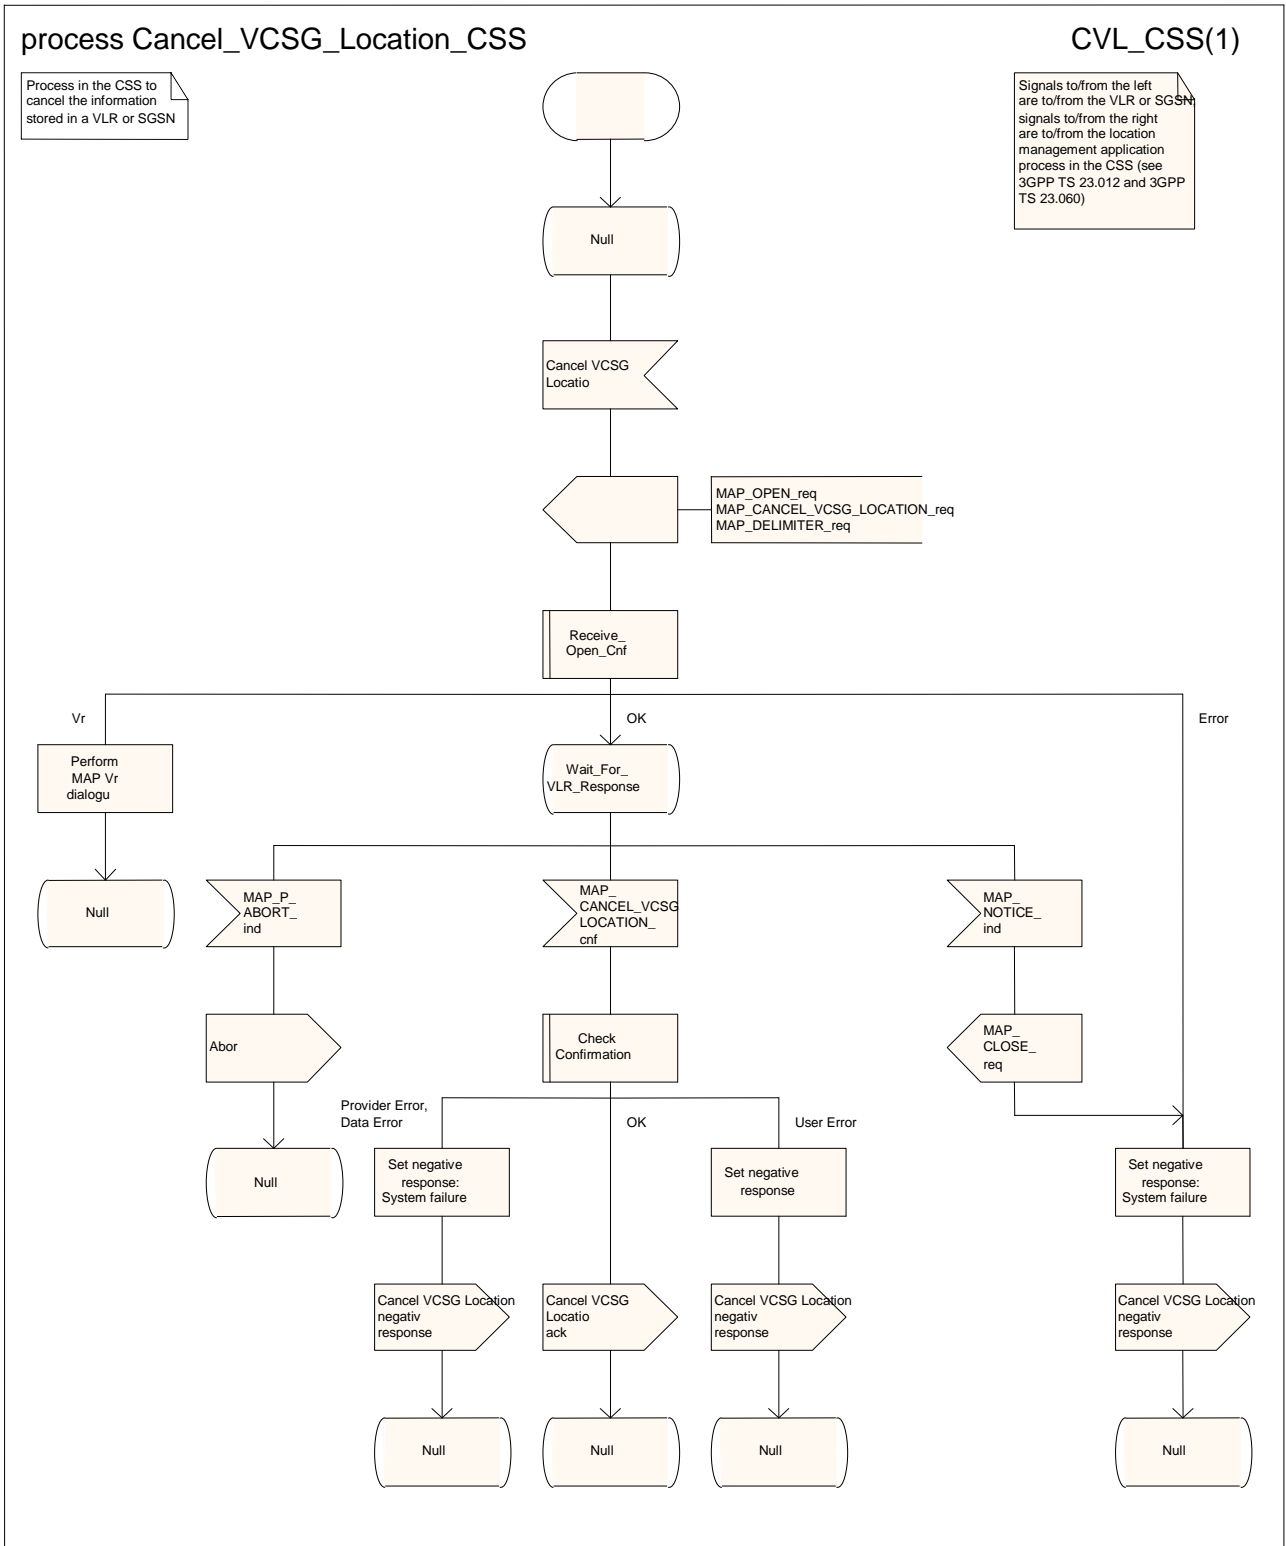 process Cancel_VCSG_Location_CSS
CVL_CSS(1)
Process in the CSS to
cancel the information
stored in a VLR or SGSN
Signals to/from the left
are to/from the VLR or SGSN
signals to/from the right
are to/from the location
management application
process in the CSS (see
3GPP TS 23.012 and 3GPP
TS 23.060)
Null
Cancel VCSG
Locatio
MAP_OPEN_req
MAP_CANCEL_VCSG_LOCATION_req
MAP_DELIMITER_req
Receive_
Open_Cnf
Vr
OK
Error
Perform
MAP Vr
dialogu
Wait_For_
VLR_Response
Null
MAP_P_
ABORT_
ind
MAP_
CANCEL_VCSG
LOCATION_
cnf
MAP_
NOTICE_
ind
Abor
Check
Confirmation
MAP_
CLOSE_
req
Provider Error,
Data Error
OK
User Error
Null
Set negative
response:
System failure
Set negative
response
Set negative
response:
System failure
Cancel VCSG Location
negativ
response
Cancel VCSG
Locatio
ack
Cancel VCSG Location
negativ
response
Cancel VCSG Location
negativ
response
Null
Null
Null
Null